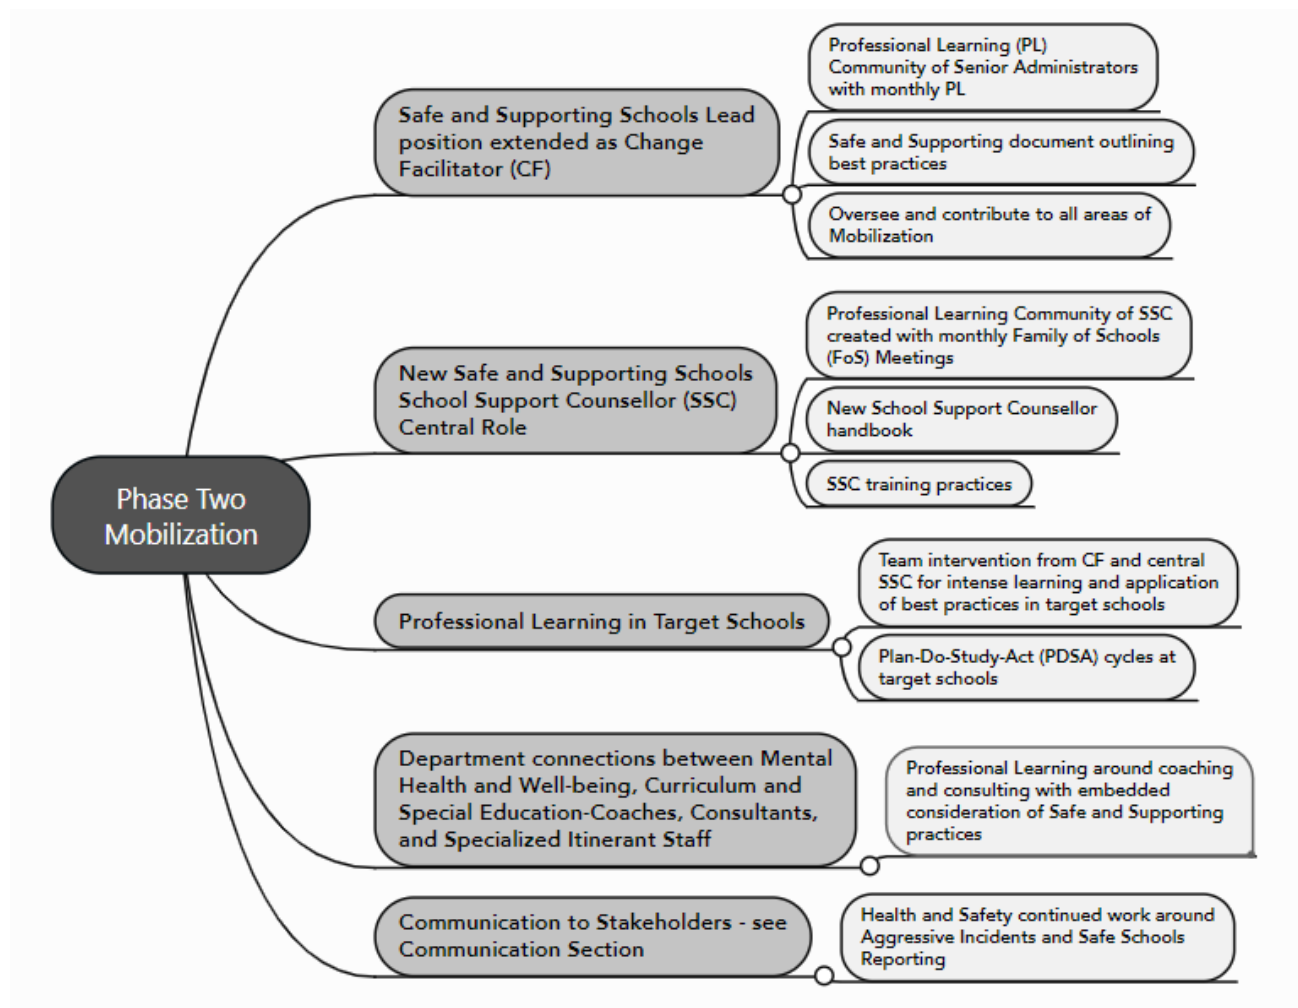 Phase Two
Mobilization
Safe and Supporting Schools Lead
position extended as Change
Facilitator (CF)
Professional Learning (PL)
Community of Senior Administrators
with monthly PL
Safe and Supporting document outlining
best practices
Oversee and contribute to all areas of
Mobilization
New Safe and Supporting Schools
School Support Counsellor (SSC)
Central Role
Professional Learning Community of SSC
created with monthly Family of Schools
(FoS) Meetings
New School Support Counsellor
handbook
SSC training practices
Professional Learning in Target Schools
Team intervention from CF and central
SSC for intense learning and application
of best practices in target schools
Plan-Do-Study-Act (PDSA) cycles at
target schools
Department connections between Mental
Health and Well-being, Curriculum and
Special Education-Coaches, Consultants,
and Specialized Itinerant Staff
Professional Learning around coaching
and consulting with embedded
consideration of Safe and Supporting
practices
Communication to Stakeholders - see
Communication Section
Health and Safety continued work around
Aggressive Incidents and Safe Schools
Reporting